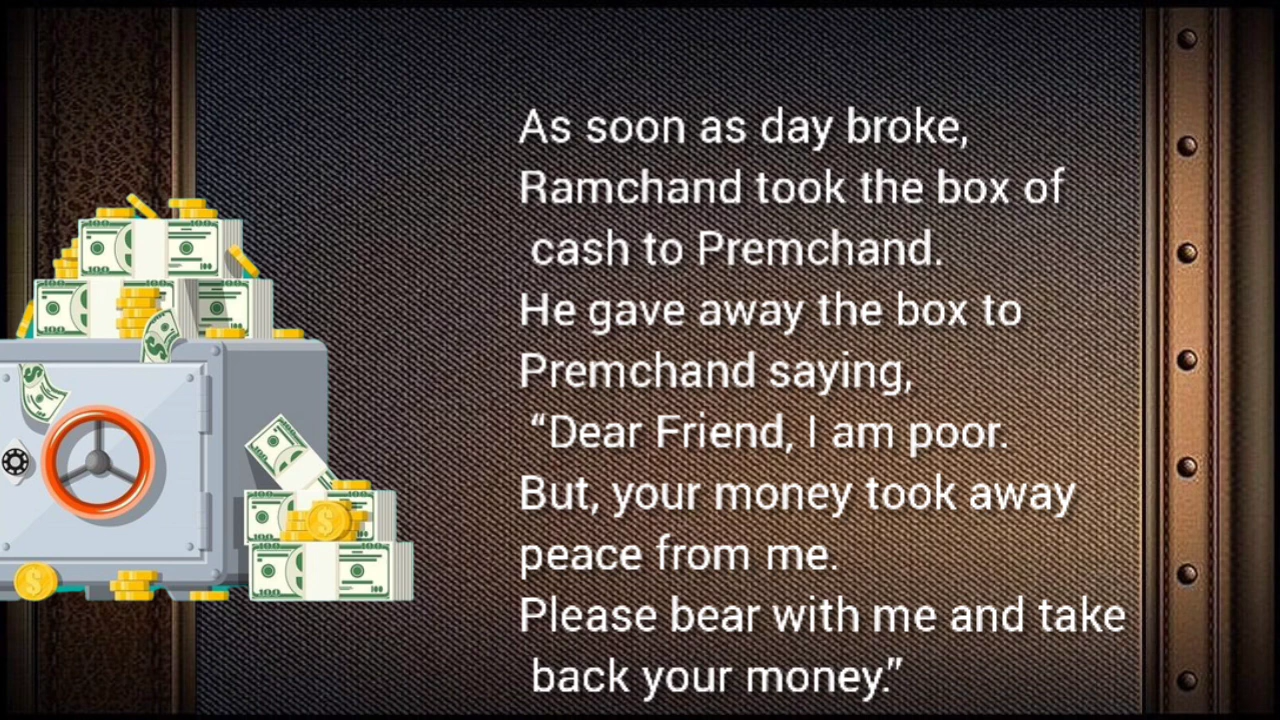 As soon as day broke,
Ramchand took the box of
cash to Premchand.
He gave away the box to
Premchand saying,
“Dear Friend, I am poor.
But, your money took away
peace from me.
Please bear with me and take
back your money.”